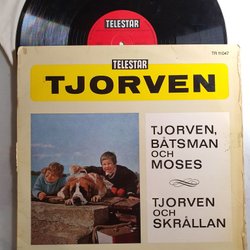 TELESTAR
TELESTAR
TR 11047
TJORVEN
TJORVEN,
BÅTSMAN
OCH
MOSES
TJORVEN
OCH
SKRÅLLAN